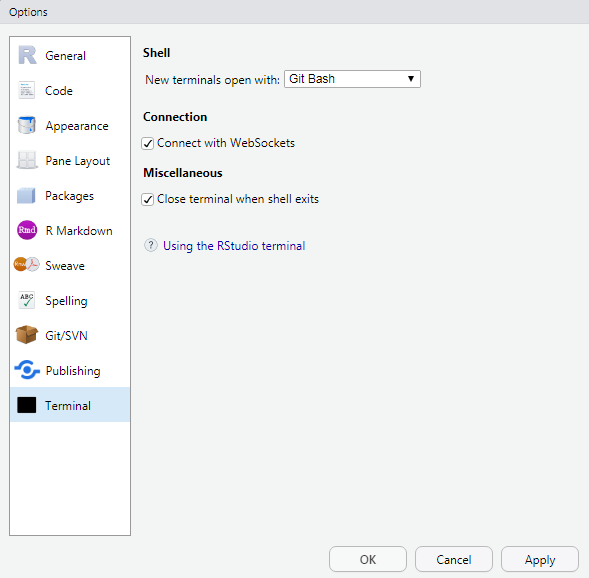 Options
General
Code
Appearance
Pane Layout
Packages
Rmd R Markdown
Sweave
ABC Spelling
Git/SVN
Publishing
Terminal
Shell
New terminals open with: Git Bash
Connection
Connect with WebSockets
Miscellaneous
Close terminal when shell exits
? Using the RStudio terminal
OK Cancel Apply